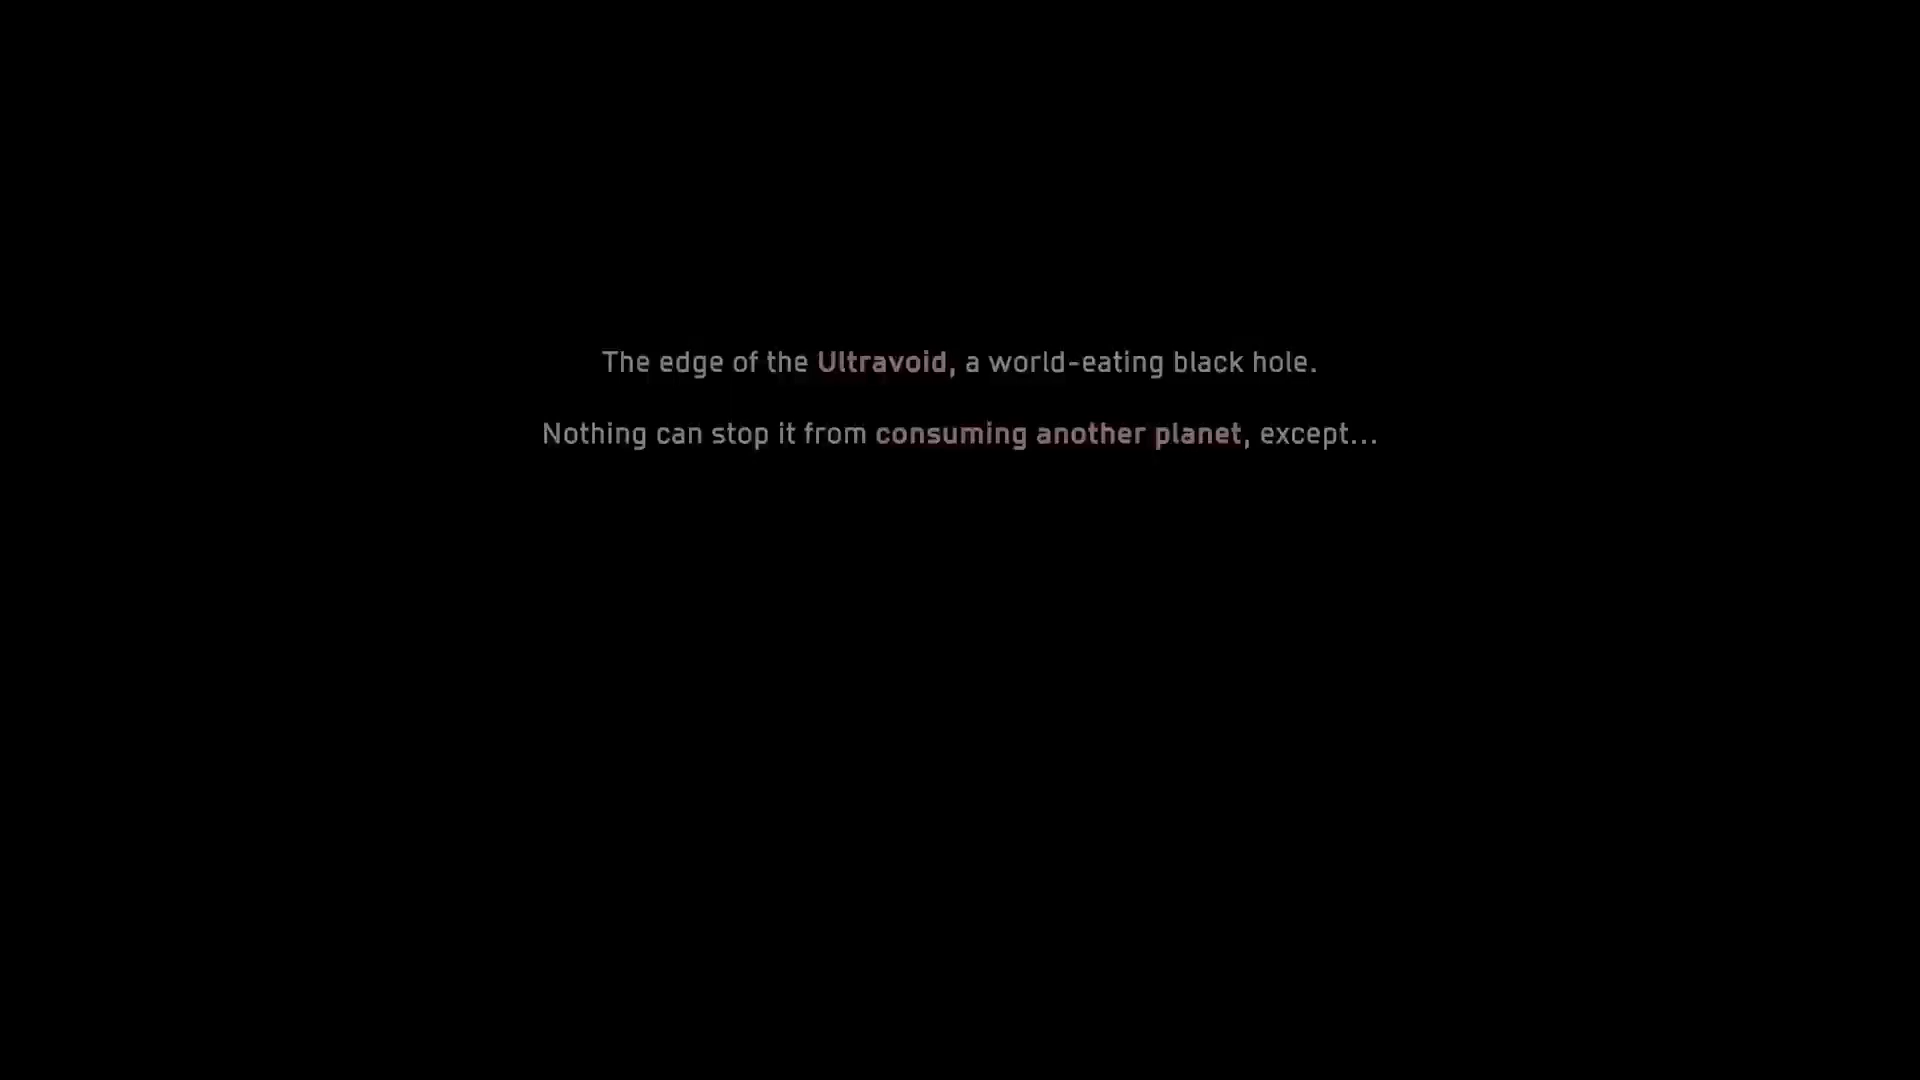 The edge of the Ultravoid, a world-eating black hole.
Nothing can stop it from consuming another planet, except...